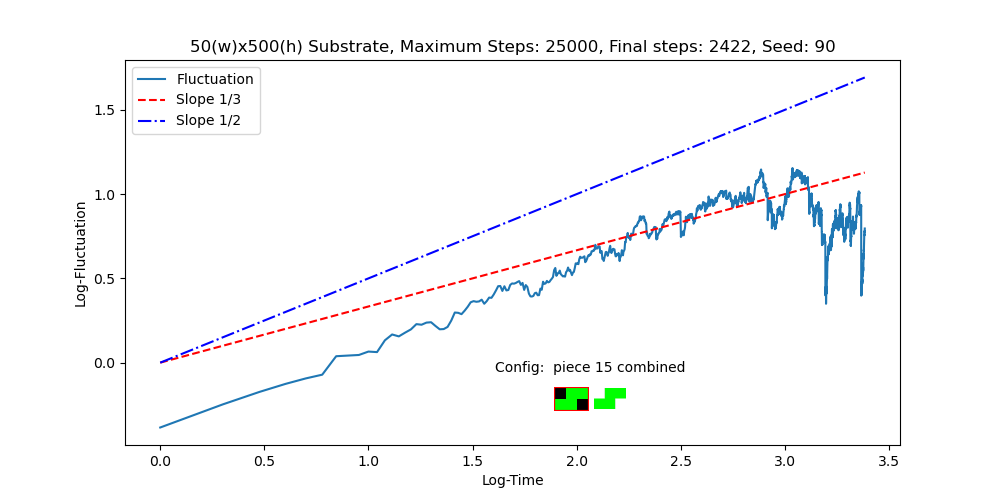 50(w)x500(h) Substrate, Maximum Steps: 25000, Final steps: 2422, Seed: 90
Fluctuation
Slope 1/3
Slope 1/2
1.5
1.0
0.5
0.0
Log-Fluctuation
Config:  piece 15 combined
0.0 0.5 1.0 1.5 2.0 2.5 3.0 3.5
Log-Time